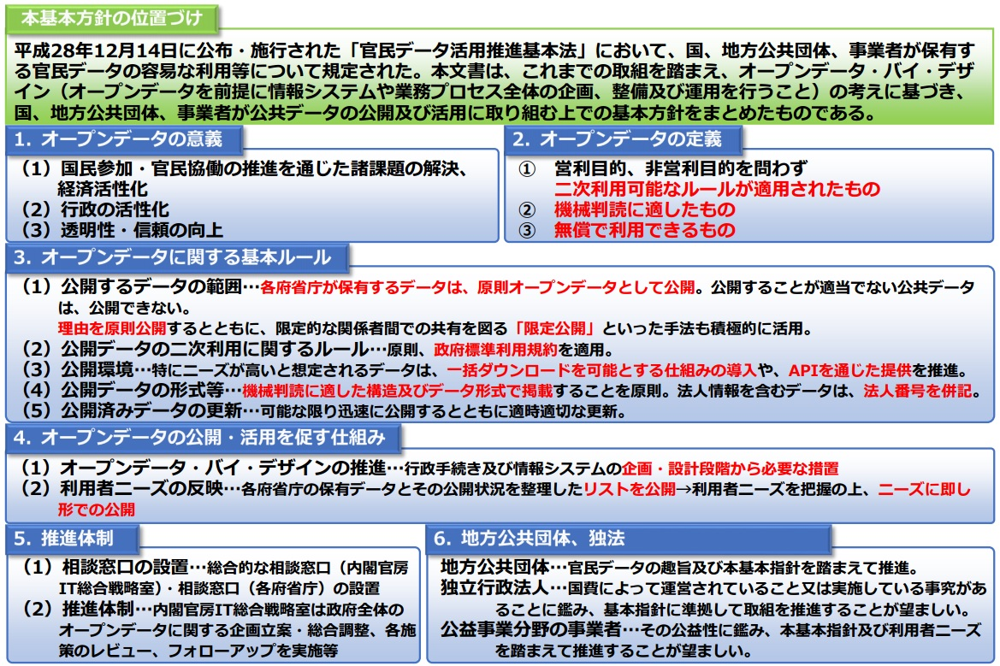 本基本方針の位置づけ
平成28年12月14日に公布・施行された「官民データ活用推進基本法」において、国、地方公共団体、事業者が保有す
る官民データの容易な利用等について規定された。本文書は、これまでの取組を踏まえ、オープンデータ・バイ・デザ
イン（オープンデータを前提に情報システムや業務プロセス全体の企画、整備及び運用を行うこと）の考えに基づき、
国、地方公共団体、事業者が公共データの公開及び活用に取り組む上での基本方針をまとめたものである。
1. オープンデータの意義
（1）国民参加・官民協働の推進を通じた諸課題の解決、
経済活性化
（2）行政の活性化
（3）透明性・信頼の向上
2. オープンデータの定義
① 営利目的、非営利目的を問わず
二次利用可能なルールが適用されたもの
② 機械判読に適したもの
③ 無償で利用できるもの
3. オープンデータに関する基本ルール
（1）公開するデータの範囲…各府省庁が保有するデータは、原則オープンデータとして公開。公開することが適当でない公共データ
は、公開できない。
理由を原則公開するとともに、限定的な関係者間での共有を図る「限定公開」といった手法も積極的に活用。
（2）公開データの二次利用に関するルール…原則、政府標準利用規約を適用。
（3）公開環境…特にニーズが高いと想定されるデータは、一括ダウンロードを可能とする仕組みの導入や、APIを通じた提供を推進。
（4）公開データの形式等…機械判読に適した構造及びデータ形式で掲載することを原則。法人情報を含むデータは、法人番号を併記。
（5）公開済みデータの更新…可能な限り迅速に公開するとともに適時適切な更新。
4. オープンデータの公開・活用を促す仕組み
（1）オープンデータ・バイ・デザインの推進…行政手続き及び情報システムの企画・設計段階から必要な措置
（2）利用者ニーズの反映…各府省庁の保有データとその公開状況を整理したリストを公開→利用者ニーズを把握の上、ニーズに即し
形での公開
5. 推進体制
（1）相談窓口の設置…総合的な相談窓口（内閣官房
IT総合戦略室）・相談窓口（各府省庁）の設置
（2）推進体制…内閣官房IT総合戦略室は政府全体の
オープンデータに関する企画立案・総合調整、各施
策のレビュー、フォローアップを実施等
6. 地方公共団体、独法
地方公共団体…官民データの趣旨及び本基本指針を踏まえて推進。
独立行政法人…国費によって運営されていること又は実施している事究があ
ることに鑑み、基本指針に準拠して取組を推進することが望ましい。
公益事業分野の事業者…その公益性に鑑み、本基本指針及び利用者ニーズ
を踏まえて推進することが望ましい。